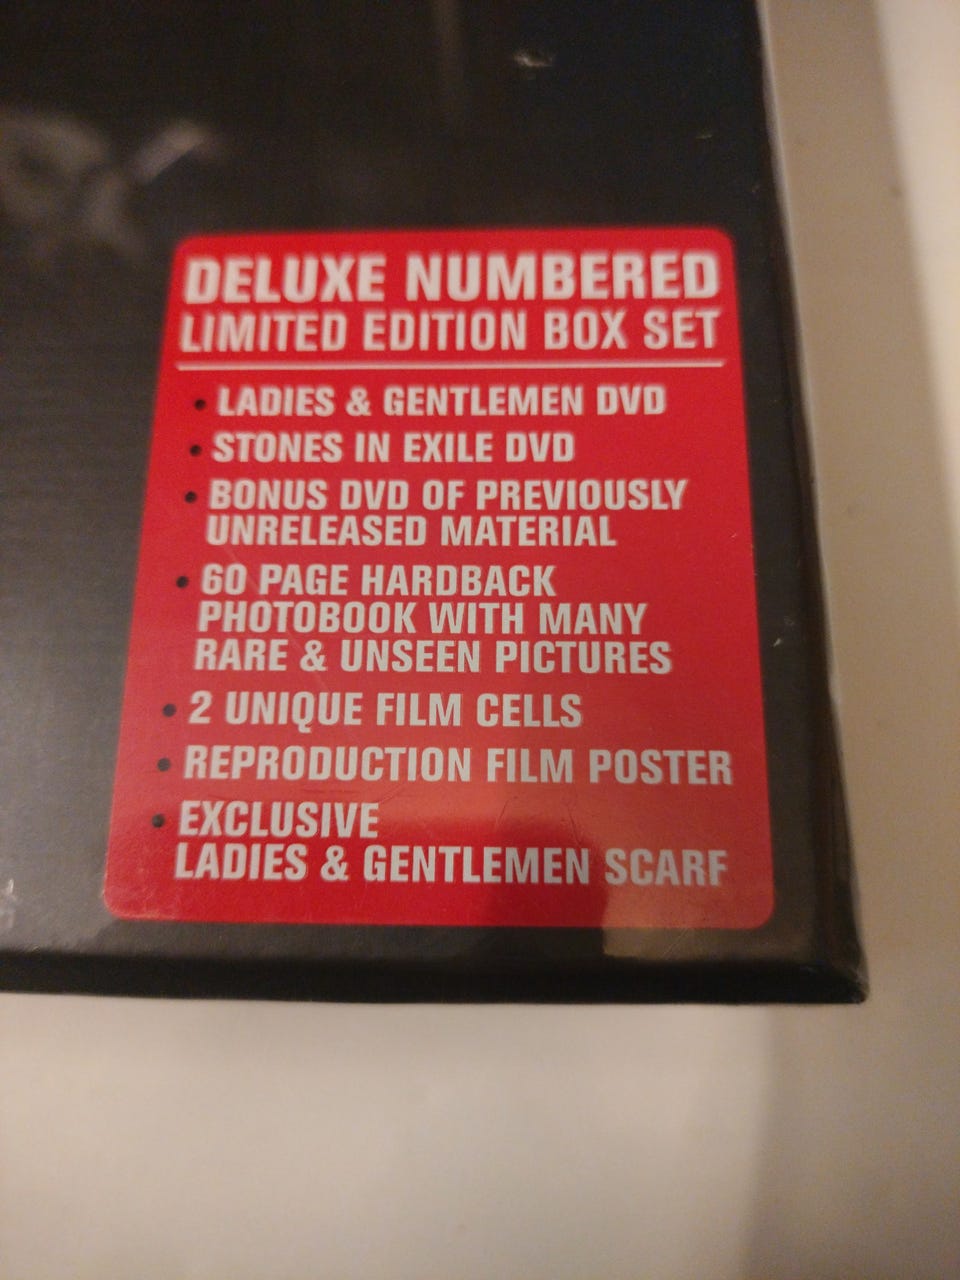 DELUXE NUMBERED
LIMITED EDITION BOX SET
• LADIES & GENTLEMEN DVD
• STONES IN EXILE DVD
• BONUS DVD OF PREVIOUSLY
UNRELEASED MATERIAL
• 60 PAGE HARDBACK
PHOTOBOOK WITH MANY
RARE & UNSEEN PICTURES
• 2 UNIQUE FILM CELLS
• REPRODUCTION FILM POSTER
• EXCLUSIVE
LADIES & GENTLEMEN SCARF